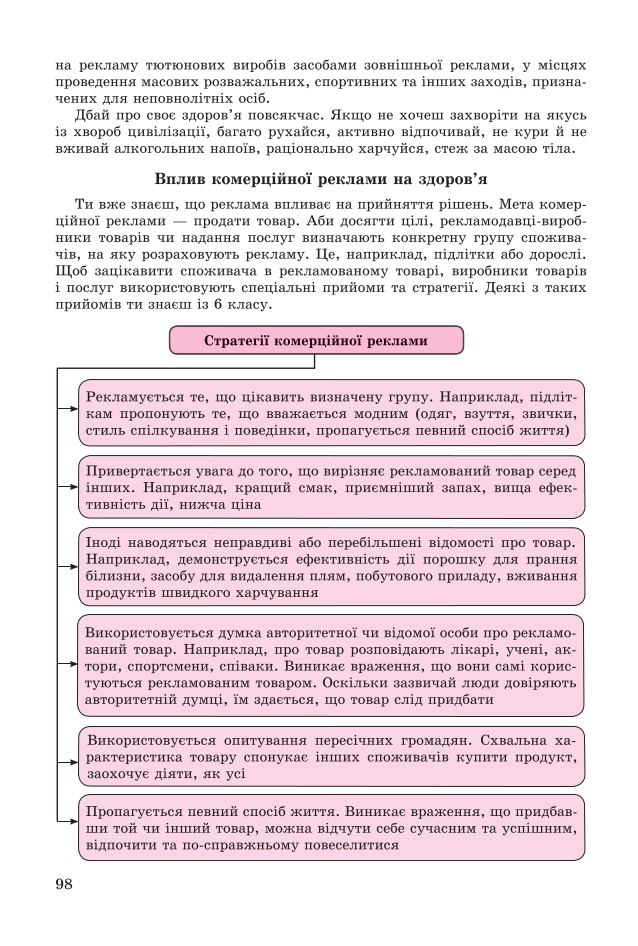 на рекламу тютюнових виробів засобами зовнішньої реклами, у місцях
проведення масових розважальних, спортивних та інших заходів, призна-
чених для неповнолітніх осіб.
Дбай про своє здоров’я повсякчас. Якщо не хочеш захворіти на якусь
із хвороб цивілізації, багато рухайся, активно відпочивай, не кури й не
вживай алкогольних напоїв, раціонально харчуйся, стеж за масою тіла.
Вплив комерційної реклами на здоров’я
Ти вже знаєш, що реклама впливає на прийняття рішень. Мета комер-
ційної реклами — продати товар. Аби досягти цілі, рекламодавці-вироб-
ники товарів чи надання послуг визначають конкретну групу спожива-
чів, на яку розраховують рекламу. Це, наприклад, підлітки або дорослі.
Щоб зацікавити споживача в рекламованому товарі, виробники товарів
і послуг використовують спеціальні прийоми та стратегії. Деякі з таких
прийомів ти знаєш із 6 класу.
Стратегії комерційної реклами
Рекламується те, що цікавить визначену групу. Наприклад, підліт-
кам пропонують те, що вважається модним (одяг, взуття, звички,
стиль спілкування і поведінки, пропагується певний спосіб життя)
Привертається увага до того, що вирізняє рекламований товар серед
інших. Наприклад, кращий смак, приємніший запах, вища ефек-
тивність дії, нижча ціна
Іноді наводяться неправдиві або перебільшені відомості про товар.
Наприклад, демонструється ефективність дії порошку для прання
білизни, засобу для видалення плям, побутового приладу, вживання
продуктів швидкого харчування
Використовується думка авторитетної чи відомої особи про рекламо-
ваний товар. Наприклад, про товар розповідають лікарі, учені, ак-
тори, спортсмени, співаки. Виникає враження, що вони самі корис-
туються рекламованим товаром. Оскільки зазвичай люди довіряють
авторитетній думці, їм здається, що товар слід придбати
Використовується опитування пересічних громадян. Схвальна ха-
рактеристика товару спонукає інших споживачів купити продукт,
заохочує діяти, як усі
Пропагується певний спосіб життя. Виникає враження, що придбав-
ши той чи інший товар, можна відчути себе сучасним та успішним,
відпочити та по-справжньому повеселитися
98